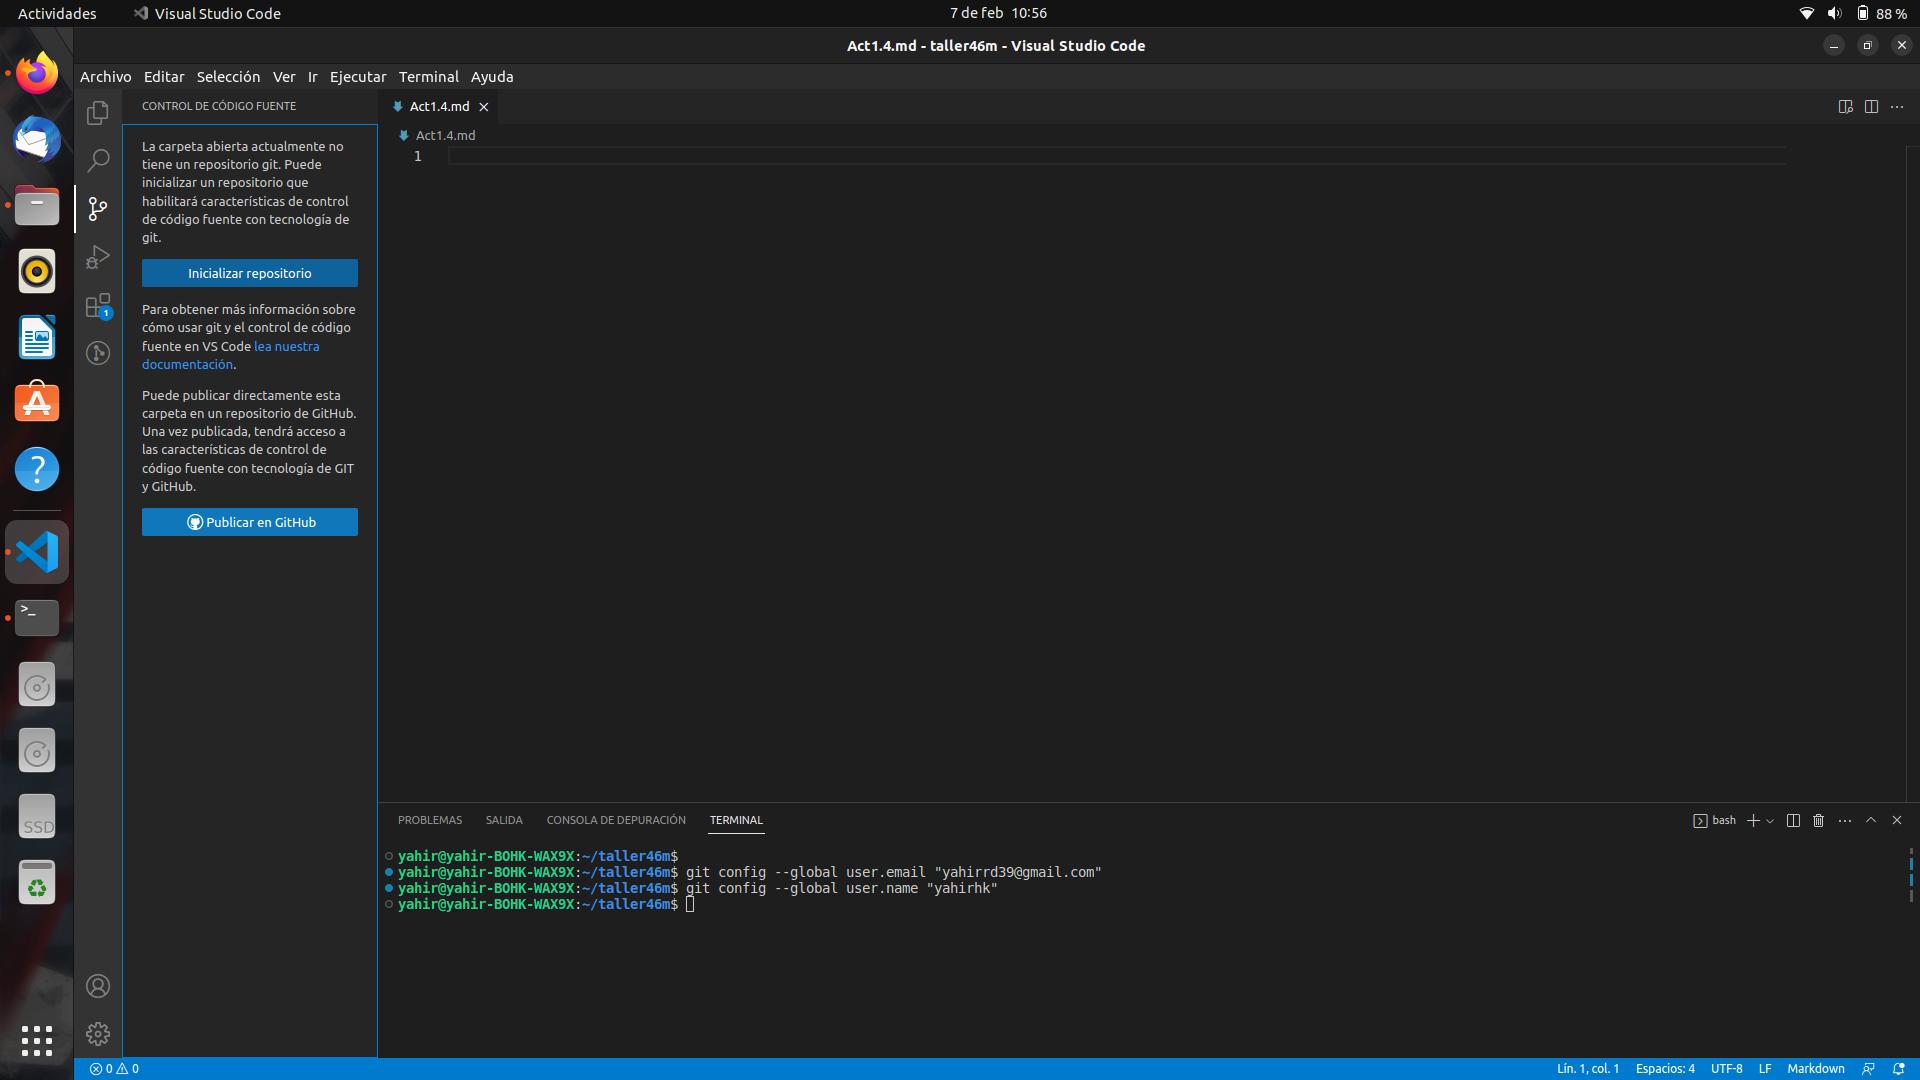 Actividades
Visual Studio Code
7 de feb 10:56
88 %
Act1.4.md - taller46m - Visual Studio Code
Archivo Editar Selección Ver Ir Ejecutar Terminal Ayuda
CONTROL DE CÓDIGO FUENTE
La carpeta abierta actualmente no
tiene un repositorio git. Puede
inicializar un repositorio que
habilitará características de control
de código fuente con tecnología de
git.
Inicializar repositorio
Para obtener más información sobre
cómo usar git y el control de código
fuente en VS Code lea nuestra
documentación.
Puede publicar directamente esta
carpeta en un repositorio de GitHub.
Una vez publicada, tendrá acceso a
las características de control de
código fuente con tecnología de GIT
y GitHub.
Publicar en GitHub
1
Act1.4.md
Act1.4.md
1
PROBLEMAS SALIDA CONSOLA DE DEPURACIÓN TERMINAL
bash
yahir@yahir-BOHK-WAX9X:~/taller46m$
yahir@yahir-BOHK-WAX9X:~/taller46m$ git config --global user.email "yahirrd39@gmail.com"
yahir@yahir-BOHK-WAX9X:~/taller46m$ git config --global user.name "yahirhk"
yahir@yahir-BOHK-WAX9X:~/taller46m$
>_
SSD
0 0
Lín. 1, col. 1 Espacios: 4 UTF-8 LF Markdown